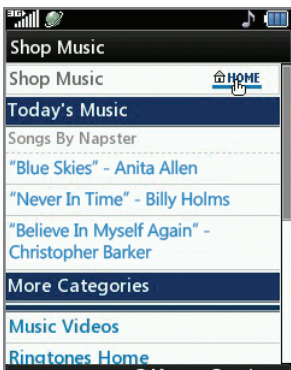 3G
Shop Music
Shop Music
HOME
Today's Music
Songs By Napster
“Blue Skies” - Anita Allen
“Never In Time” - Billy Holms
“Believe In Myself Again” -
Christopher Barker
More Categories
Music Videos
Ringtones Home